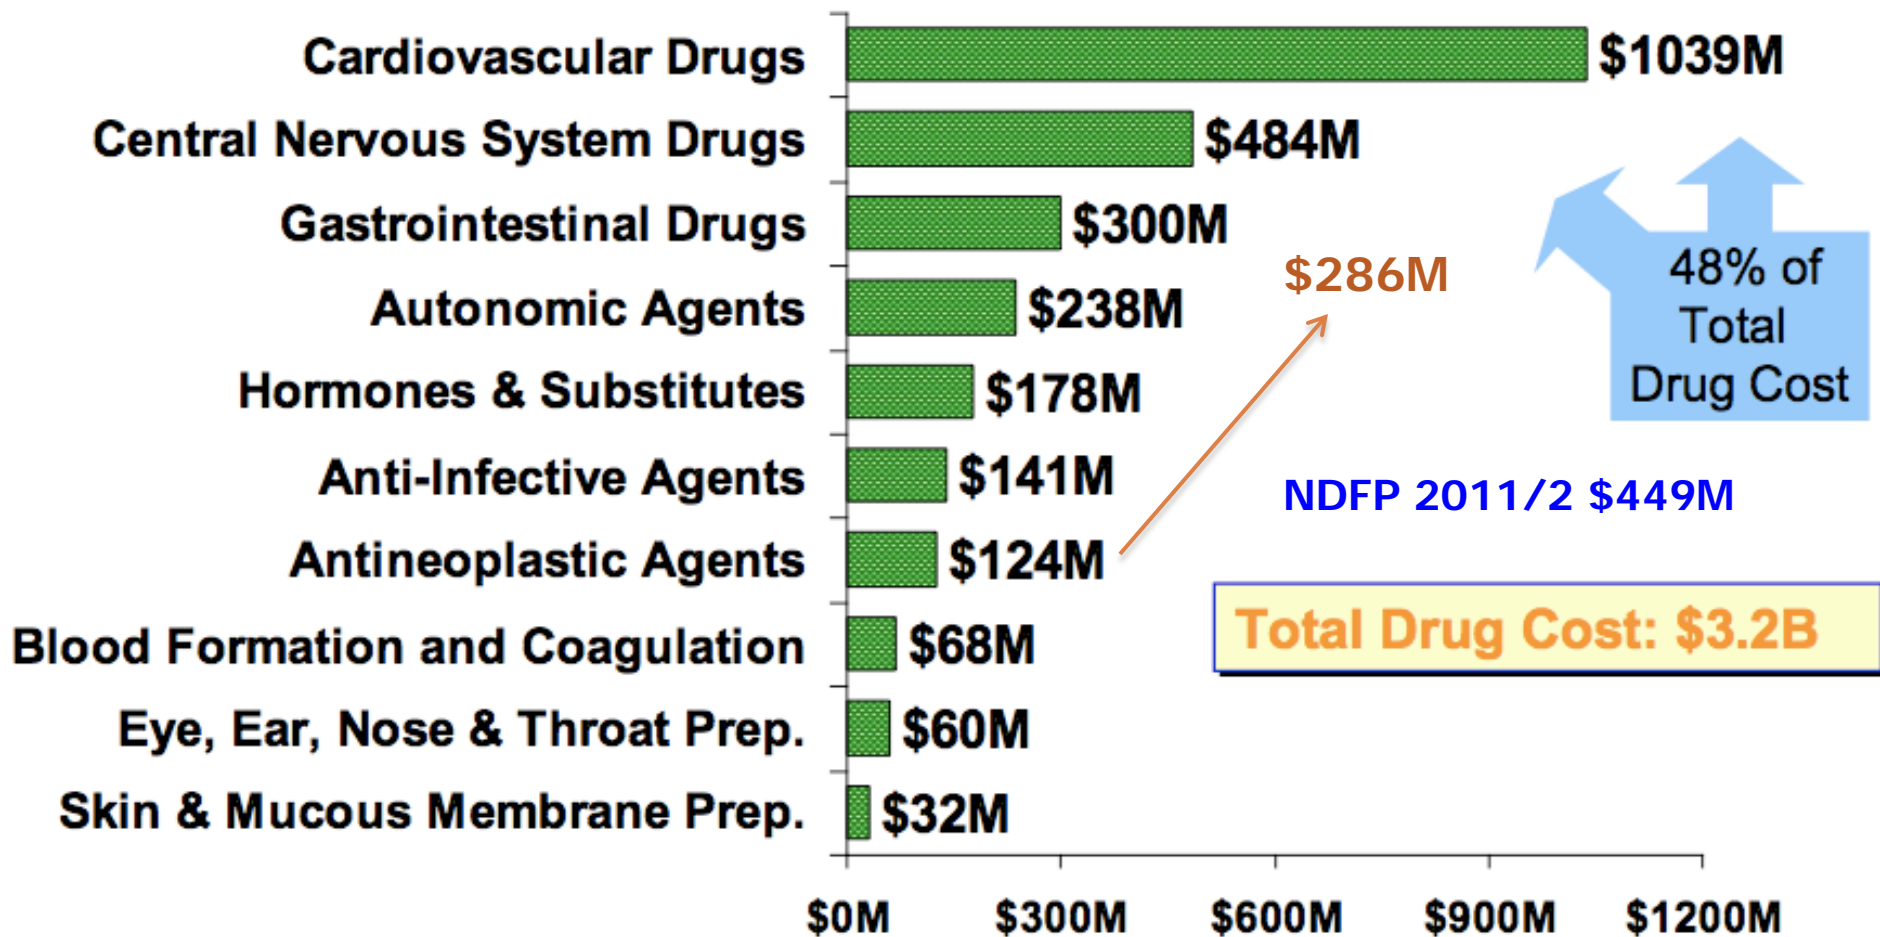 Cardiovascular Drugs $1039M
Central Nervous System Drugs $484M
Gastrointestinal Drugs $300M
$286M
48% of
Total
Drug Cost
Autonomic Agents $238M
Hormones & Substitutes $178M
Anti-Infective Agents $141M
NDFP 2011/2 $449M
Antineoplastic Agents $124M
Total Drug Cost: $3.2B
Blood Formation and Coagulation $68M
Eye, Ear, Nose & Throat Prep. $60M
Skin & Mucous Membrane Prep. $32M
$0M $300M $600M $900M $1200M